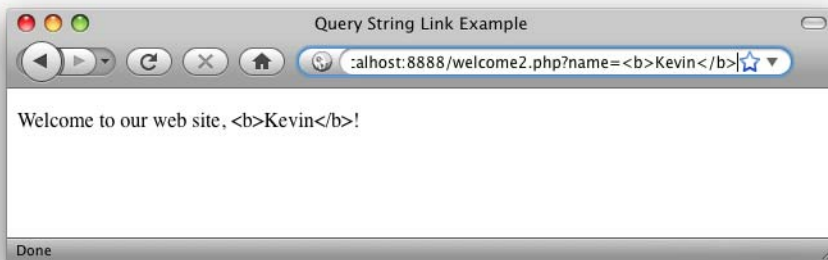 Query String Link Example
:alhost:8888/welcome2.php?name=<b>Kevin</b>
Welcome to our web site, <b>Kevin</b>!
Done